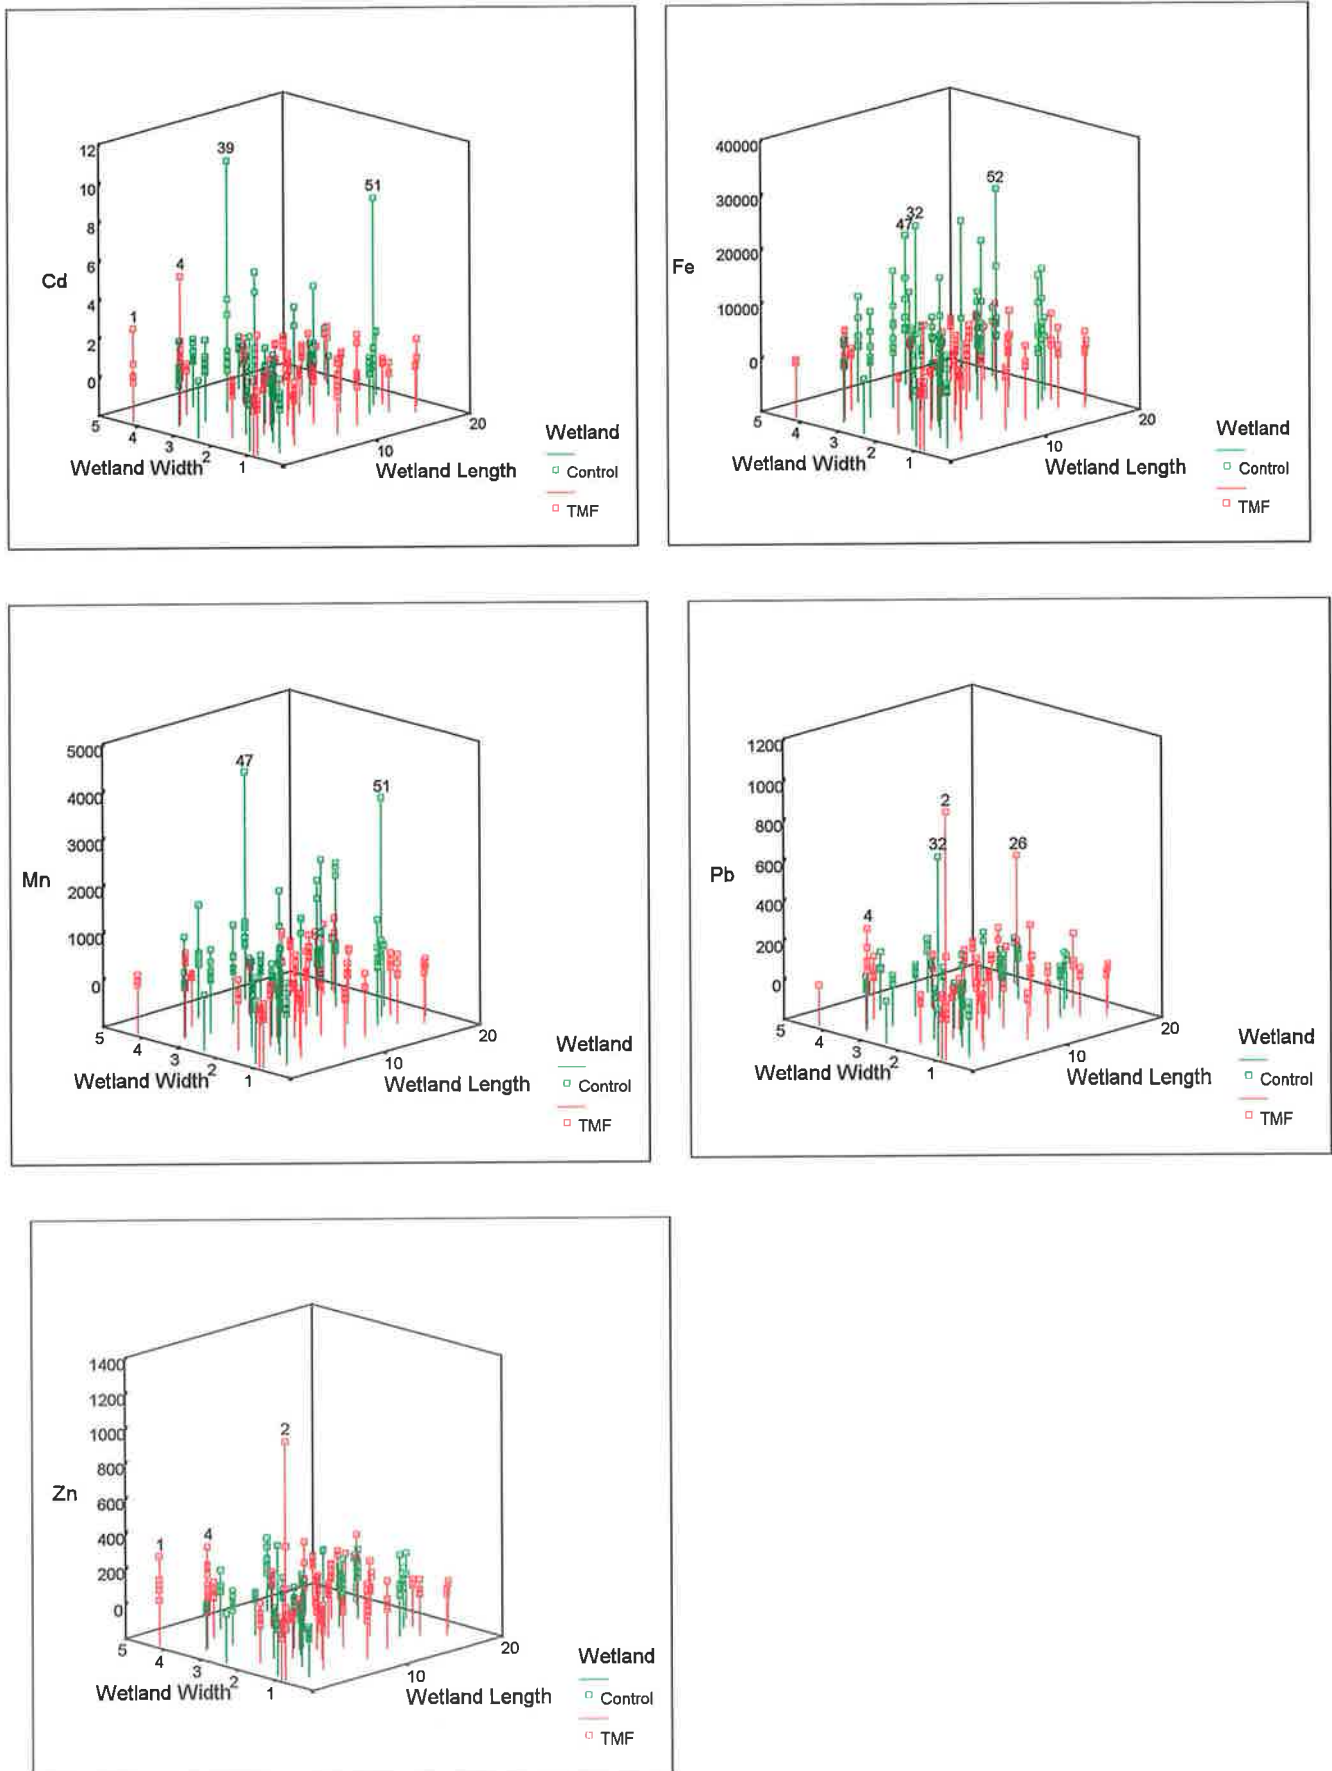 12
10
8
6
4
2
0
Cd
39
51
4
1
5
4
3
2
1
10
20
Wetland Width
Wetland Length
Wetland
Control
TMF
40000
30000
20000
10000
0
Fe
52
32
47
5
4
3
2
1
10
20
Wetland Width
Wetland Length
Wetland
Control
TMF
5000
4000
3000
2000
1000
0
Mn
47
51
5
4
3
2
1
10
20
Wetland Width
Wetland Length
Wetland
Control
TMF
1200
1000
800
600
400
200
0
Pb
2
32
26
4
5
4
3
2
1
10
20
Wetland Width
Wetland Length
Wetland
Control
TMF
1400
1200
1000
800
600
400
200
0
Zn
2
4
1
5
4
3
2
1
10
20
Wetland Width
Wetland Length
Wetland
Control
TMF